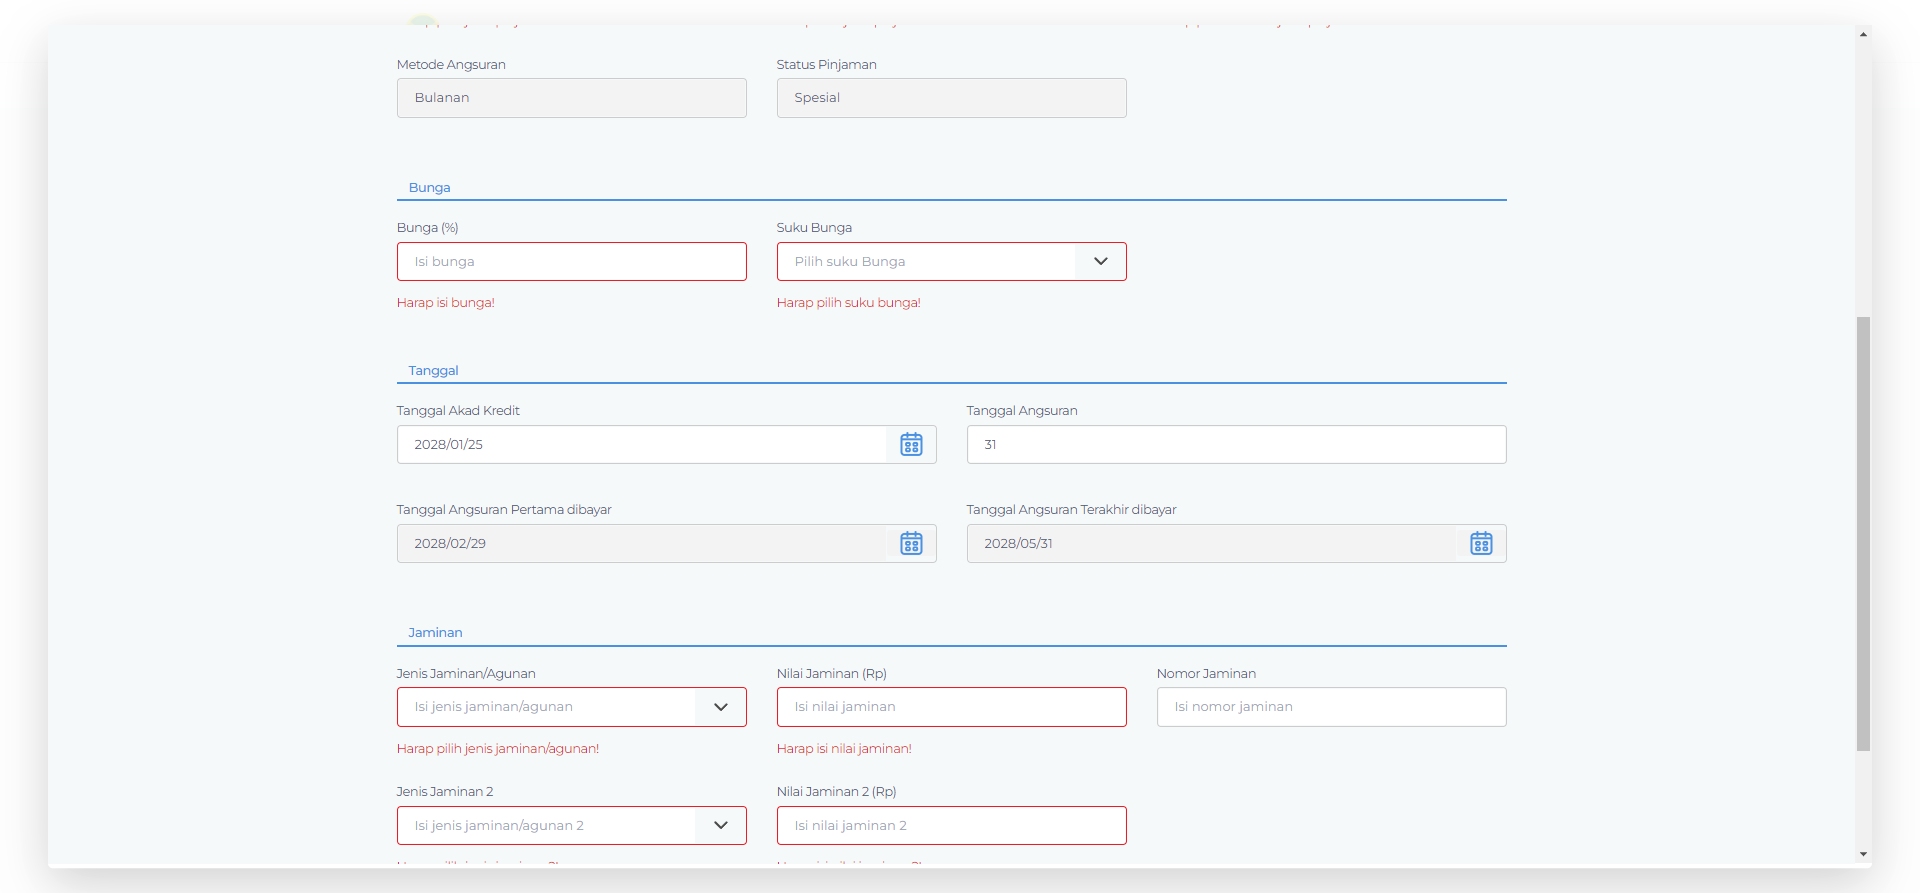 Metode Angsuran
Status Pinjaman
Bulanan
Spesial
Bunga
Bunga (%)
Suku Bunga
Isi bunga
Pilih suku Bunga
Harap isi bunga!
Harap pilih suku bunga!
Tanggal
Tanggal Akad Kredit
Tanggal Angsuran
2028/01/25
31
Tanggal Angsuran Pertama dibayar
Tanggal Angsuran Terakhir dibayar
2028/02/29
2028/05/31
Jaminan
Jenis Jaminan/Agunan
Nilai Jaminan (Rp)
Nomor Jaminan
Isi jenis jaminan/agunan
Isi nilai jaminan
Isi nomor jaminan
Harap pilih jenis jaminan/agunan!
Harap isi nilai jaminan!
Jenis Jaminan 2
Nilai Jaminan 2 (Rp)
Isi jenis jaminan/agunan 2
Isi nilai jaminan 2